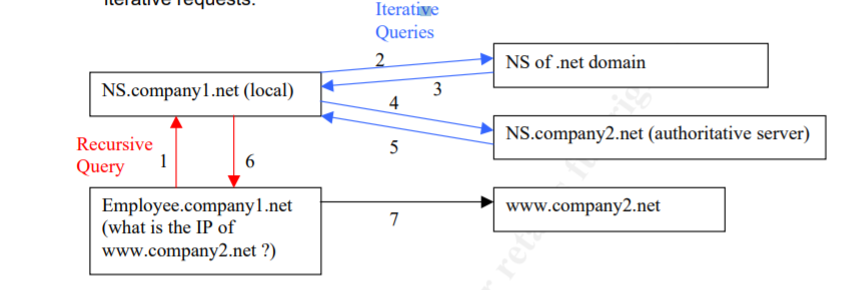 iterative requests.
Iterative
Queries
2
NS of .net domain
NS.company1.net (local)
3
4
NS.company2.net (authoritative server)
Recursive
Query
1
6
5
Employee.company1.net
(what is the IP of
www.company2.net ?)
7
www.company2.net